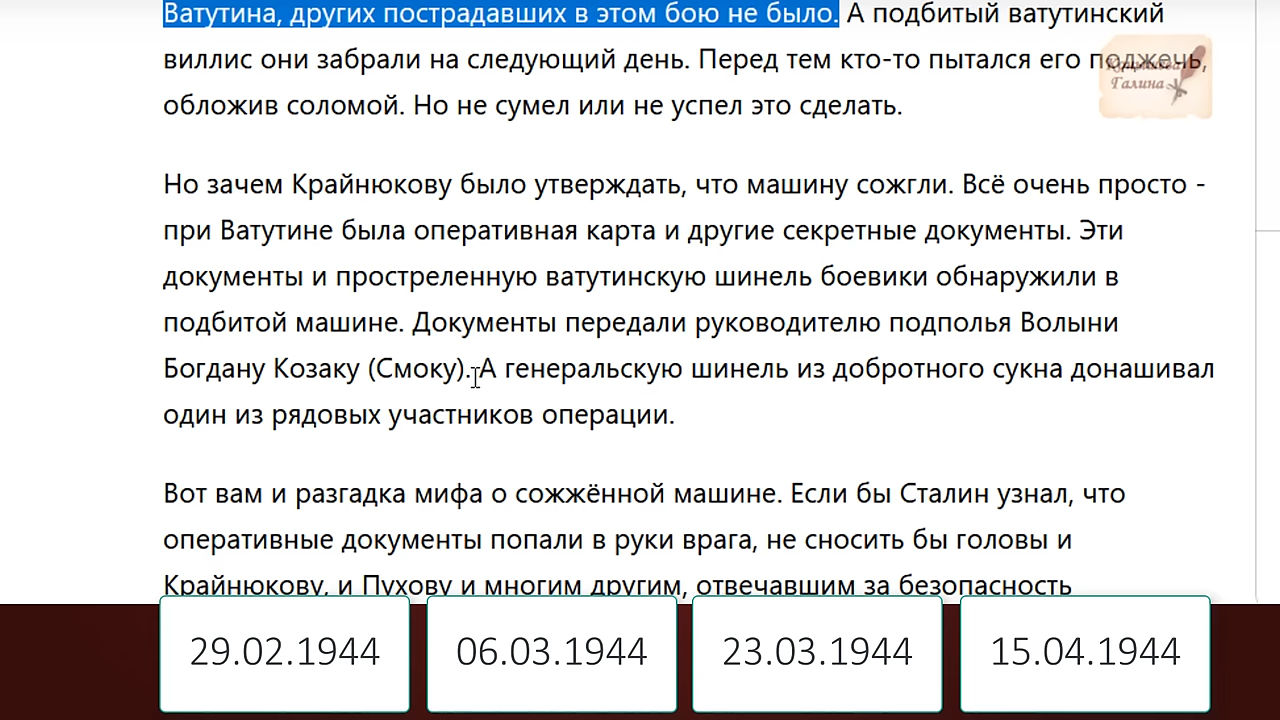 Ватутина, других пострадавших в этом бою не было. А подбитый ватутинский
виллис они забрали на следующий день. Перед тем кто-то пытался его поджечь,
обложив соломой. Но не сумел или не успел это сделать.
Галина
Но зачем Крайнюкову было утверждать, что машину сожгли. Всё очень просто -
при Ватутине была оперативная карта и другие секретные документы. Эти
документы и простреленную ватутинскую шинель боевики обнаружили в
подбитой машине. Документы передали руководителю подполья Волыни
Богдану Козаку (Смоку). А генеральскую шинель из добротного сукна донашивал
один из рядовых участников операции.
Вот вам и разгадка мифа о сожжённой машине. Если бы Сталин узнал, что
оперативные документы попали в руки врага, не сносить бы головы и
Крайнюкову, и Пухову и многим другим, отвечавшим за безопасность
29.02.1944
06.03.1944
23.03.1944
15.04.1944